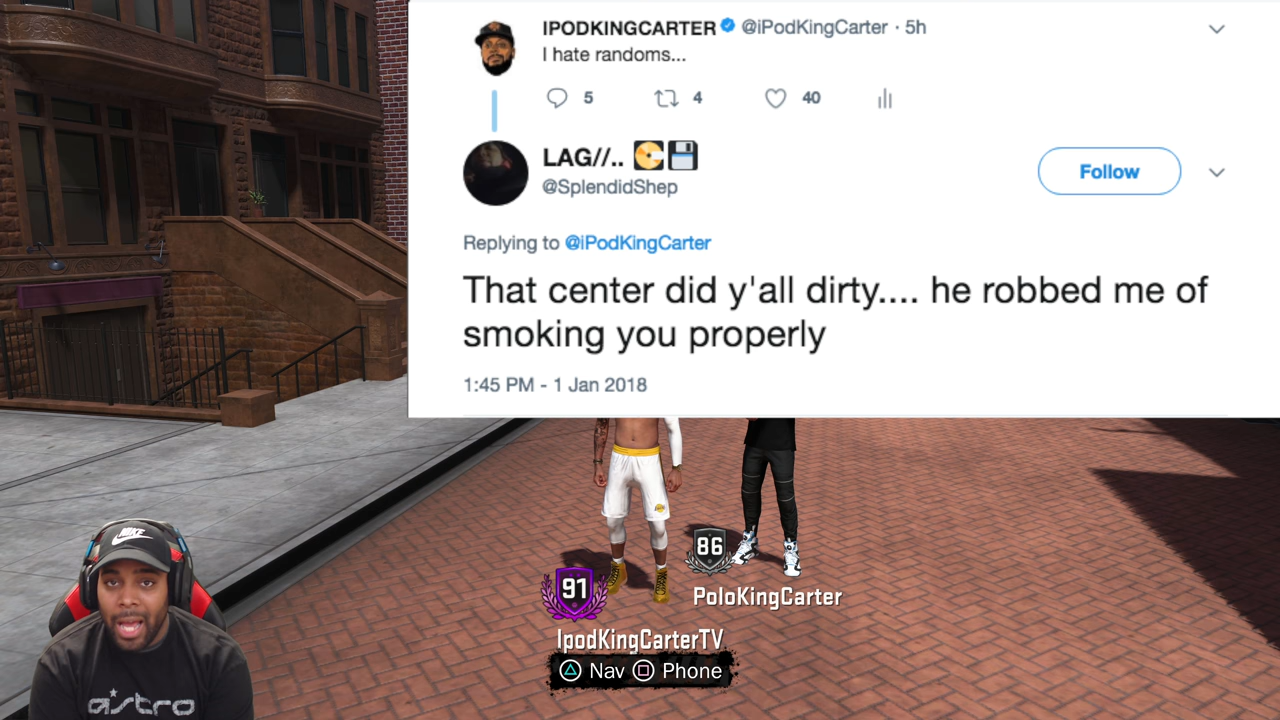 IPODKINGCARTER @iPodKingCarter · 5h
I hate randoms...
5 4 40
LAG//..
@SplendidShep
Follow
Replying to @iPodKingCarter
That center did y'all dirty.... he robbed me of
smoking you properly
1:45 PM - 1 Jan 2018
86
PoloKingCarter
91
IpodKingCarterTV
Nav Phone
NIKE
astro